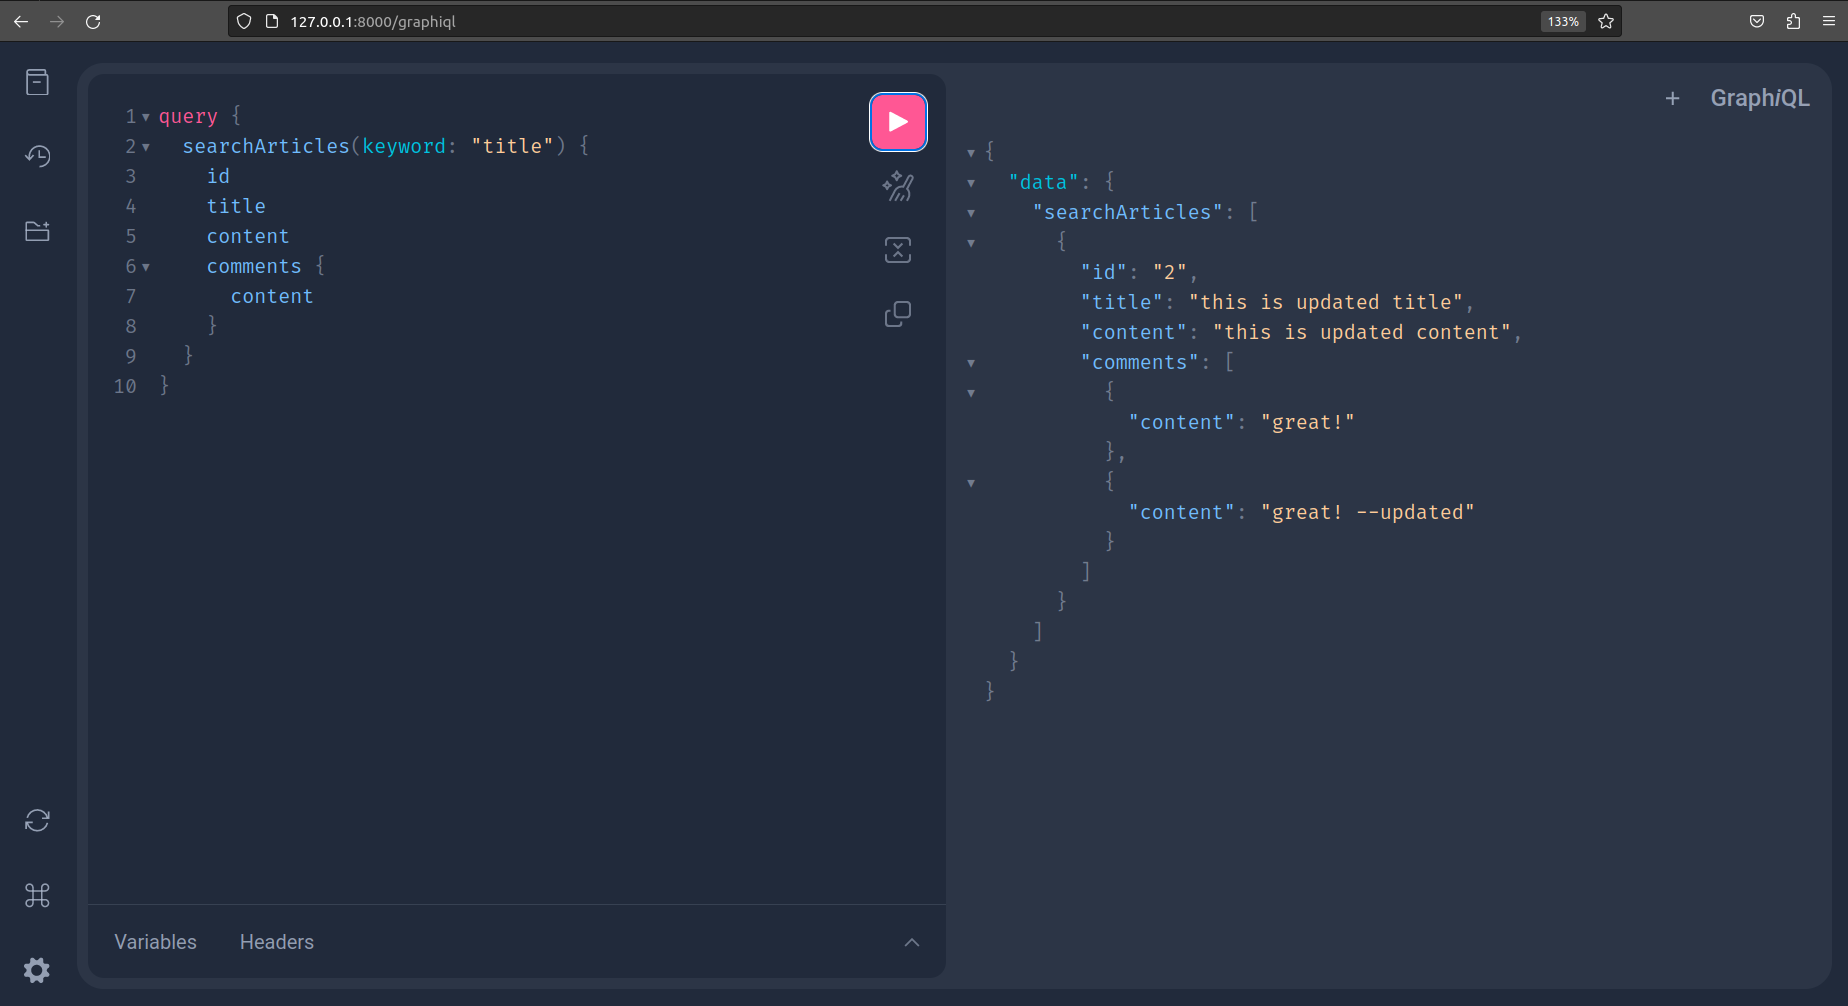 127.0.0.1:8000/graphiql
133%
1 query {
2 searchArticles(keyword: "title") {
3 id
4 title
5 content
6 comments {
7 content
8 }
9 }
10 }
Variables Headers
+ GraphiQL
{
"data": {
"searchArticles": [
{
"id": "2",
"title": "this is updated title",
"content": "this is updated content",
"comments": [
{
"content": "great!"
},
{
"content": "great! --updated"
}
]
}
]
}
}